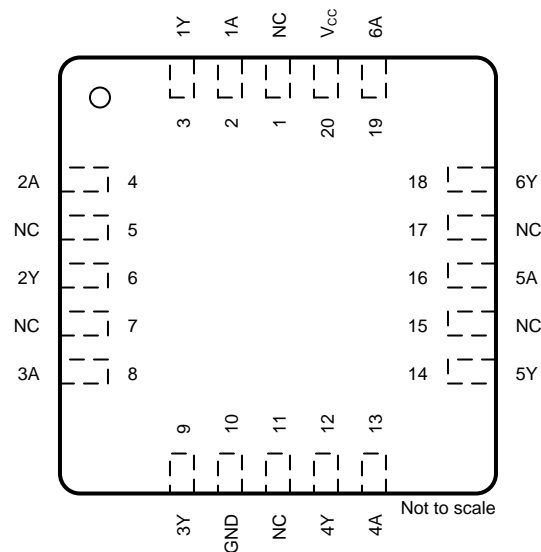 1Y 1A NC VCC 6A
3 2 1 20 19
2A 4 18 6Y
NC 5 17 NC
2Y 6 16 5A
NC 7 15 NC
3A 8 14 5Y
9 10 11 12 13
Not to scale
3Y GND NC 4Y 4A